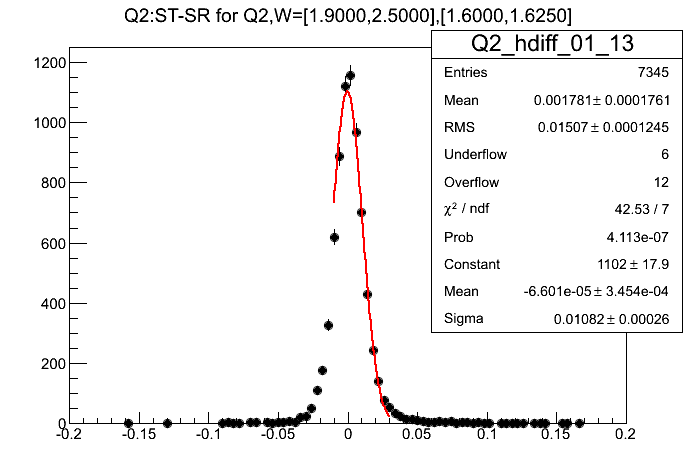 Q2:ST-SR for Q2,W=[1.9000,2.5000],[1.6000,1.6250]
Q2_hdiff_01_13
Entries 7345
Mean 0.001781± 0.0001761
RMS 0.01507± 0.0001245
Underflow 6
Overflow 12
χ² / ndf 42.53 / 7
Prob 4.113e-07
Constant 1102 ± 17.9
Mean -6.601e-05± 3.454e-04
Sigma 0.01082± 0.00026
1200
1000
800
600
400
200
0
-0.2 -0.15 -0.1 -0.05 0 0.05 0.1 0.15 0.2